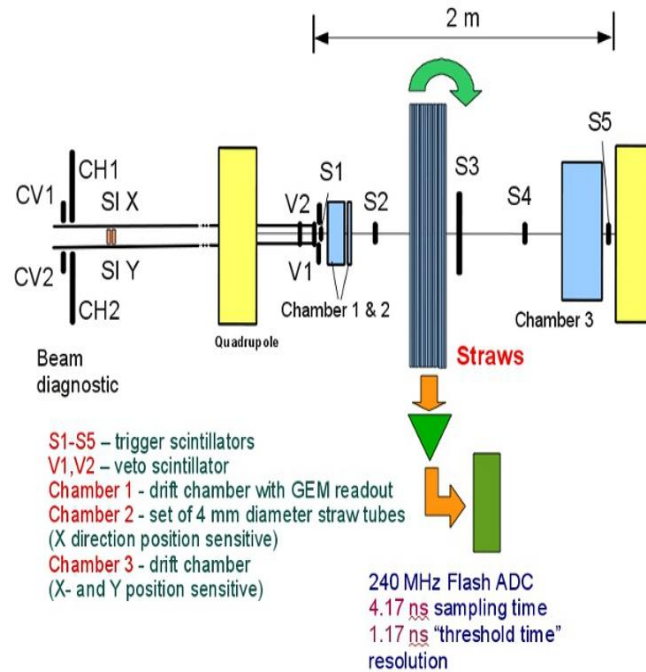 2 m
S5
CH1
S1
S3
CV1
SI X
V2
S2
S4
CV2
SI Y
V1
CH2
Chamber 1 & 2
Chamber 3
Quadrupole
Straws
Beam
diagnostic
S1-S5 – trigger scintillators
V1,V2 – veto scintillator
Chamber 1 - drift chamber with GEM readout
Chamber 2 - set of 4 mm diameter straw tubes
(X direction position sensitive)
Chamber 3 - drift chamber
(X- and Y position sensitive)
240 MHz Flash ADC
4.17 ns sampling time
1.17 ns “threshold time”
resolution